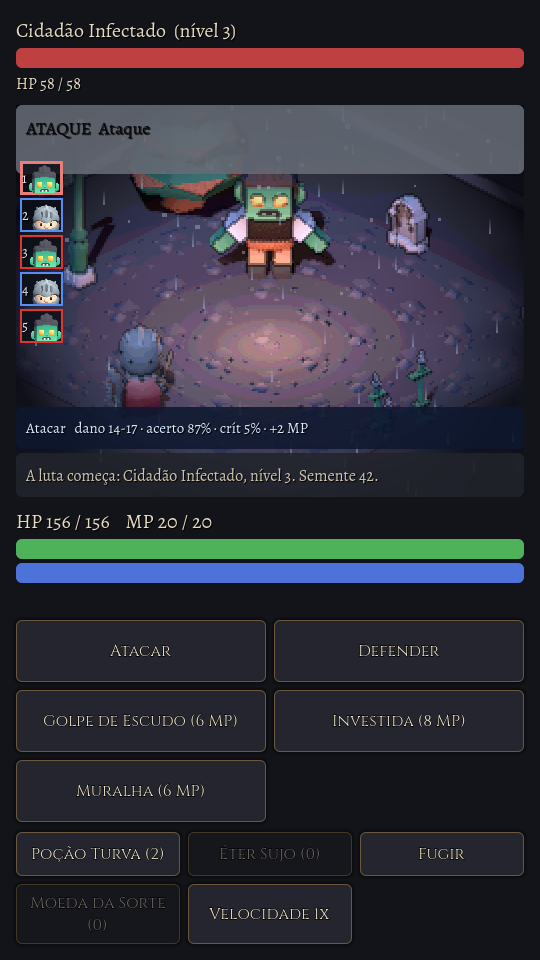 Cidadão Infectado (nível 3)
HP 58 / 58
ATAQUE Ataque
1
2
3
4
5
Atacar dano 14-17 · acerto 87% · crít 5% · +2 MP
A luta começa: Cidadão Infectado, nível 3. Semente 42.
HP 156 / 156 MP 20 / 20
Atacar
Defender
Golpe de Escudo (6 MP)
Investida (8 MP)
Muralha (6 MP)
Poção Turva (2)
Éter Sujo (0)
Fugir
Moeda da Sorte
(0)
Velocidade 1x